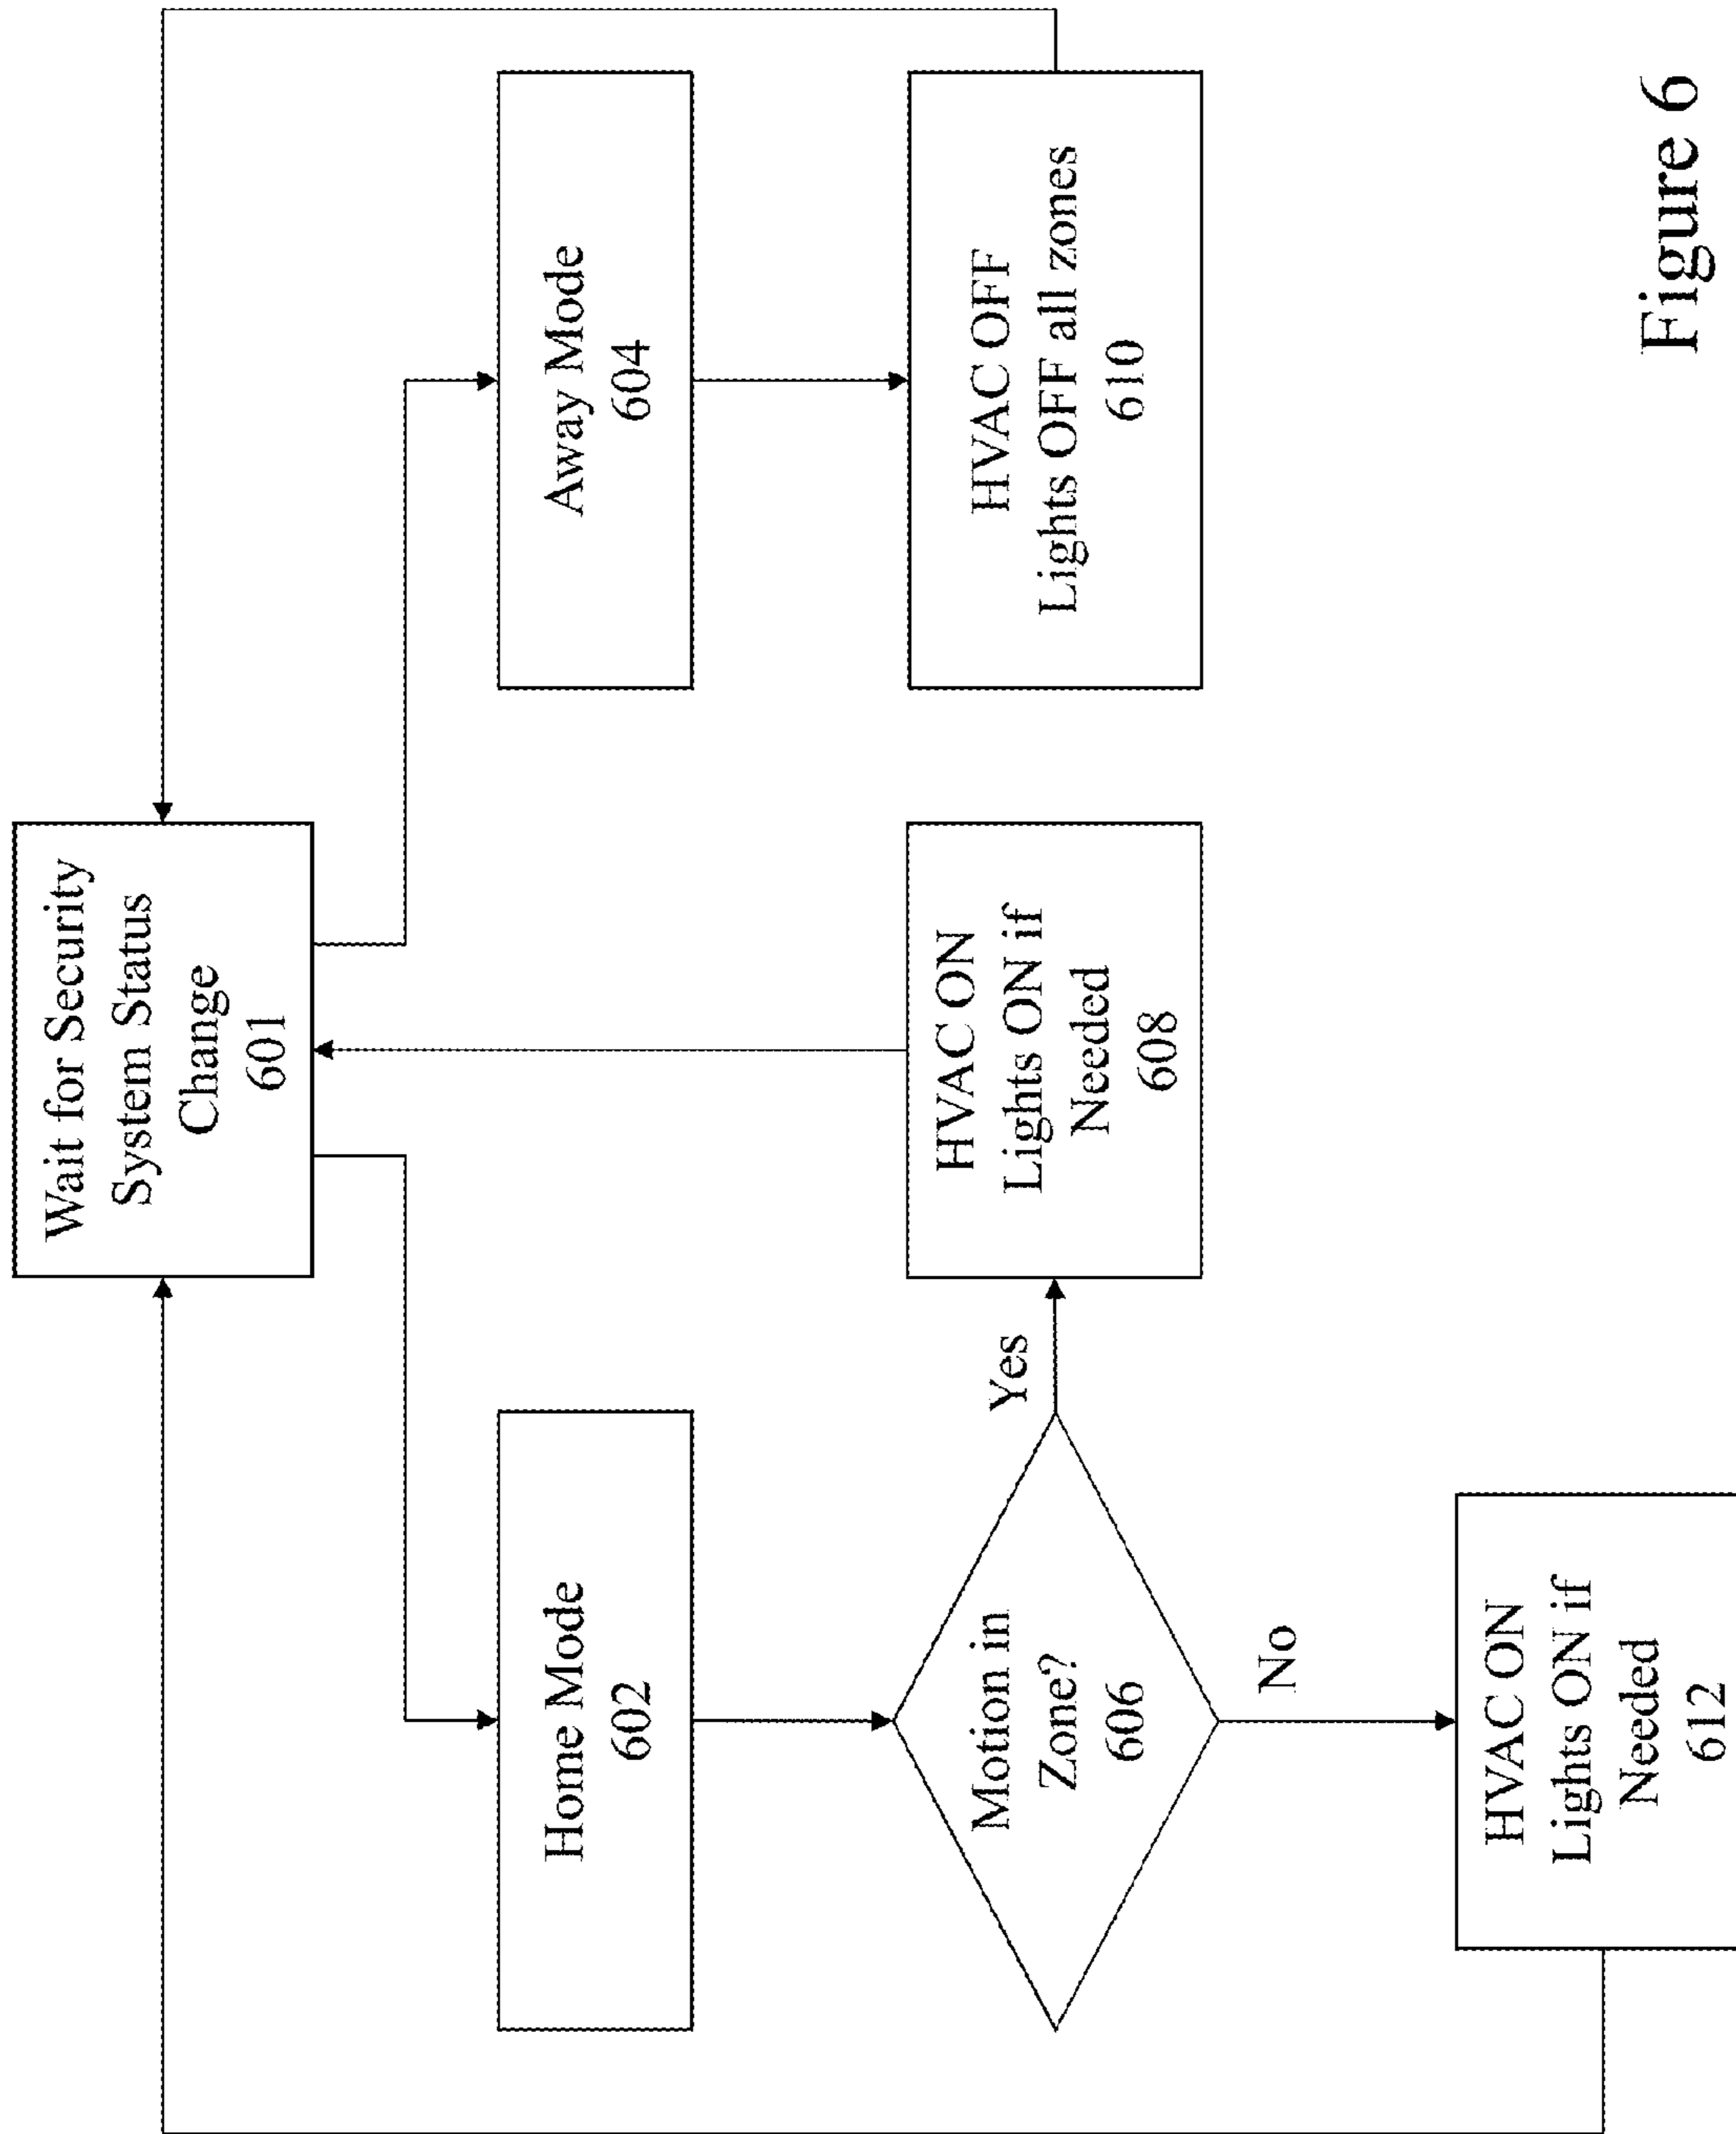 Wait for Security
System Status
Change
601
Home Mode
602
Away Mode
604
Motion in
Zone?
606
Yes
No
HVAC ON
Lights ON if
Needed
608
HVAC OFF
Lights OFF all zones
610
HVAC ON
Lights ON if
Needed
612
Figure 6